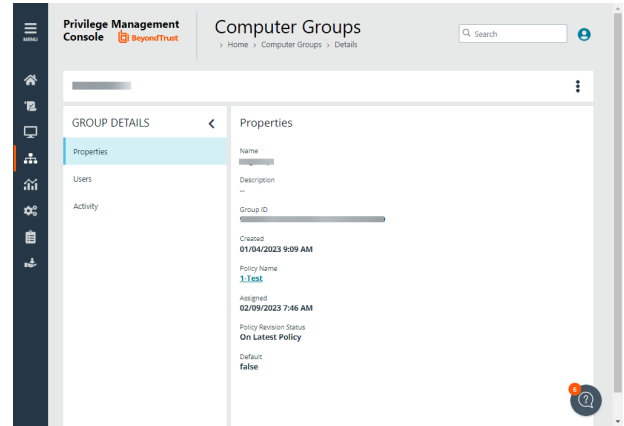 MENU
Privilege Management
Console BeyondTrust
Computer Groups
> Home > Computer Groups > Details
Search
GROUP DETAILS
Properties
Users
Activity
Properties
Name
Description
--
Group ID
Created
01/04/2023 9:09 AM
Policy Name
1-Test
Assigned
02/09/2023 7:46 AM
Policy Revision Status
On Latest Policy
Default
false
6
?